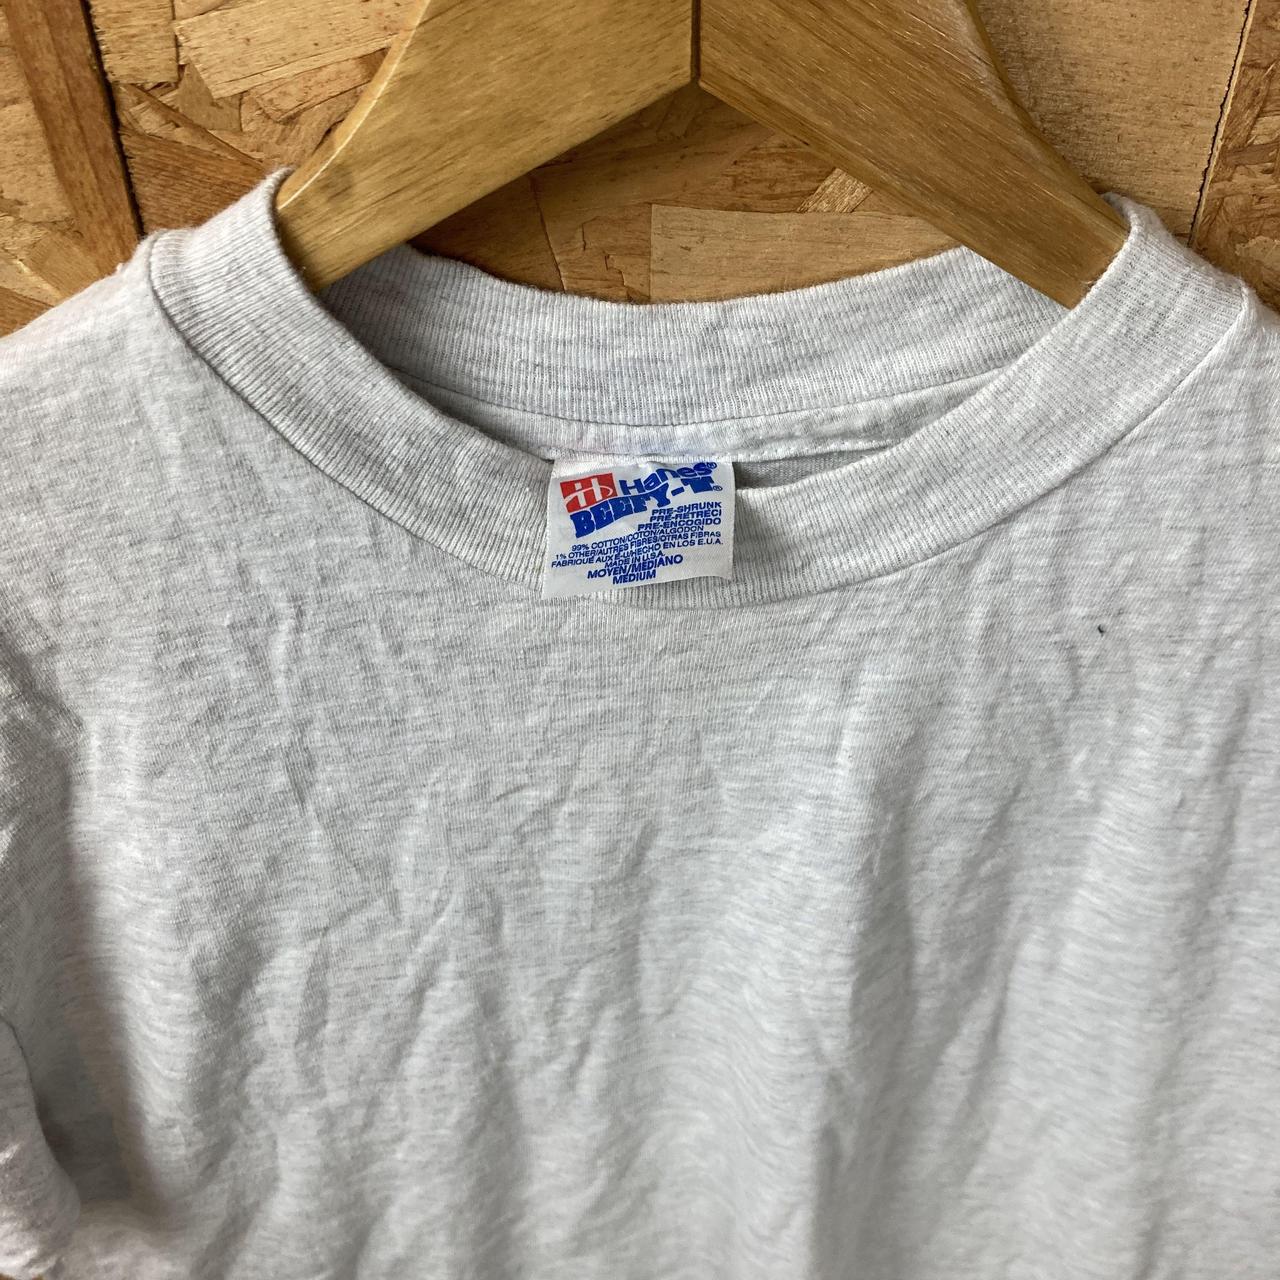 Hanes®
BEEFY-T®
PRE-SHRUNK
PRE-RETRECI
PRE-ENCOGIDO
99% COTTON/COTON/ALGODON
1% OTHER/AUTRES FIBRES/OTRAS FIBRAS
FABRIQUE AUX E-U/HECHO EN LOS E.U.A.
MADE IN U.S.A.
MOYEN/MEDIANO
MEDIUM